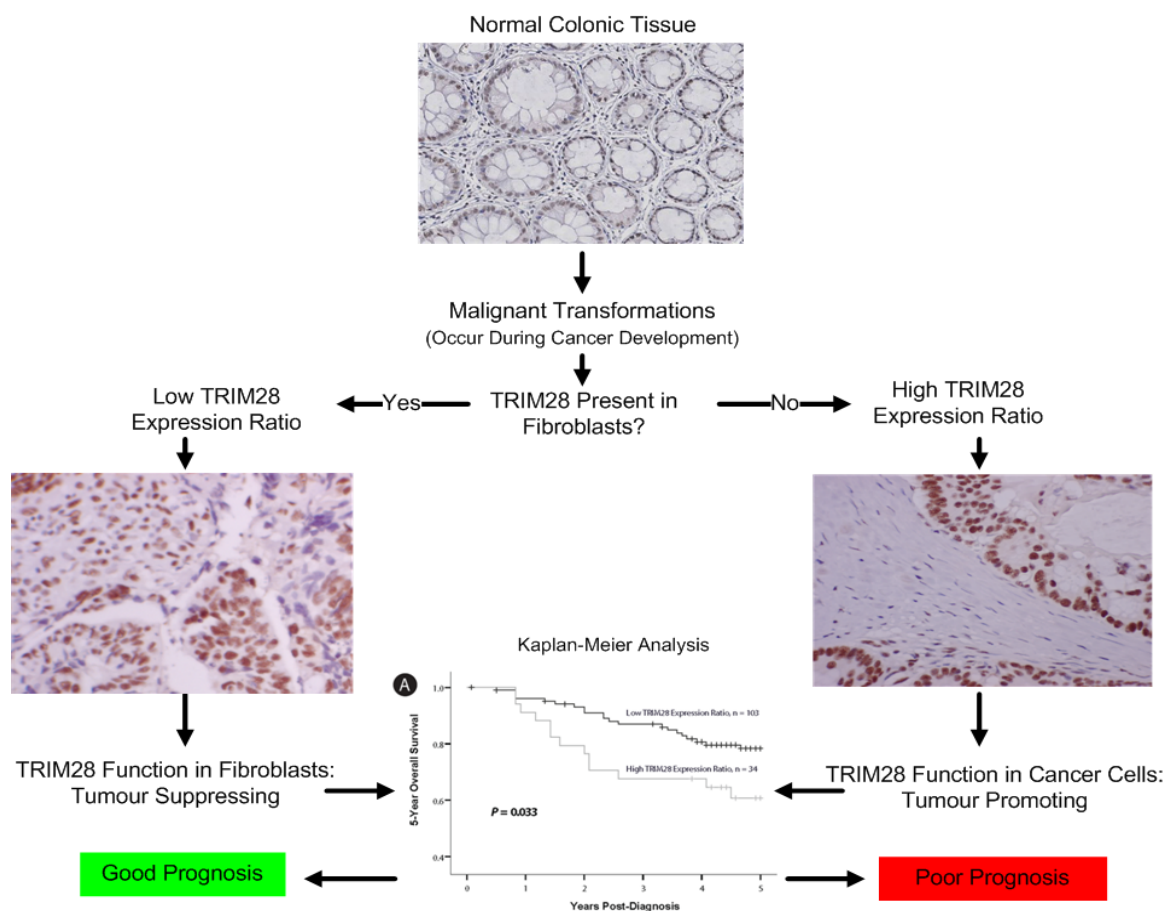 Normal Colonic Tissue
Malignant Transformations
(Occur During Cancer Development)
Low TRIM28
Expression Ratio
Yes
TRIM28 Present in
Fibroblasts?
No
High TRIM28
Expression Ratio
Kaplan-Meier Analysis
A
1.0
0.8
0.6
0.4
5-Year Overall Survival
Low TRIM28 Expression Ratio, n = 103
High TRIM28 Expression Ratio, n = 34
P = 0.033
0 1 2 3 4 5
Years Post-Diagnosis
TRIM28 Function in Fibroblasts:
Tumour Suppressing
TRIM28 Function in Cancer Cells:
Tumour Promoting
Good Prognosis
Poor Prognosis